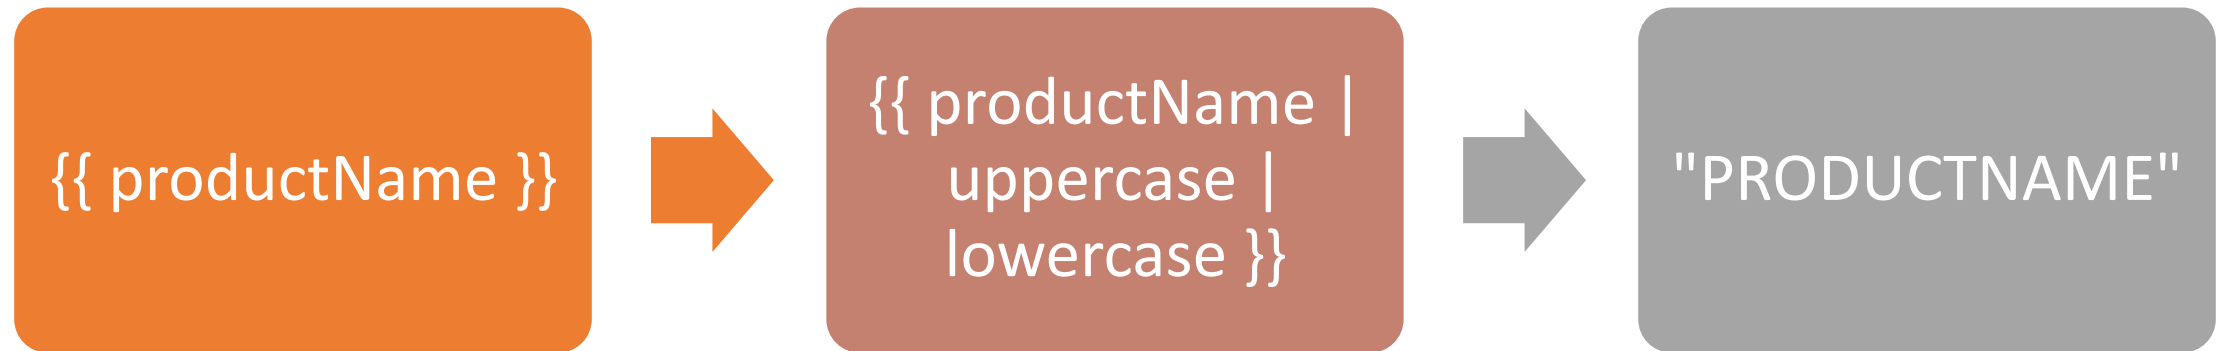 {{ productName }}
{{ productName |
uppercase |
lowercase }}
"PRODUCTNAME"